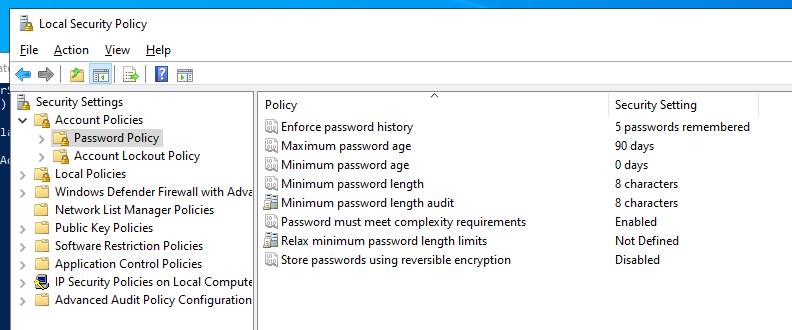 Local Security Policy
File Action View Help
Security Settings
Account Policies
Password Policy
Account Lockout Policy
Local Policies
Windows Defender Firewall with Adva
Network List Manager Policies
Public Key Policies
Software Restriction Policies
Application Control Policies
IP Security Policies on Local Compute
Advanced Audit Policy Configuration
Policy Security Setting
Enforce password history 5 passwords remembered
Maximum password age 90 days
Minimum password age 0 days
Minimum password length 8 characters
Minimum password length audit 8 characters
Password must meet complexity requirements Enabled
Relax minimum password length limits Not Defined
Store passwords using reversible encryption Disabled